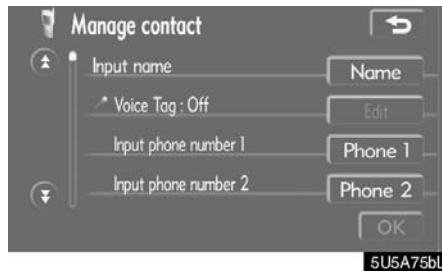 Manage contact
Input name Name
Voice Tag : Off Edit
Input phone number 1 Phone 1
Input phone number 2 Phone 2
OK
5U5A75bL